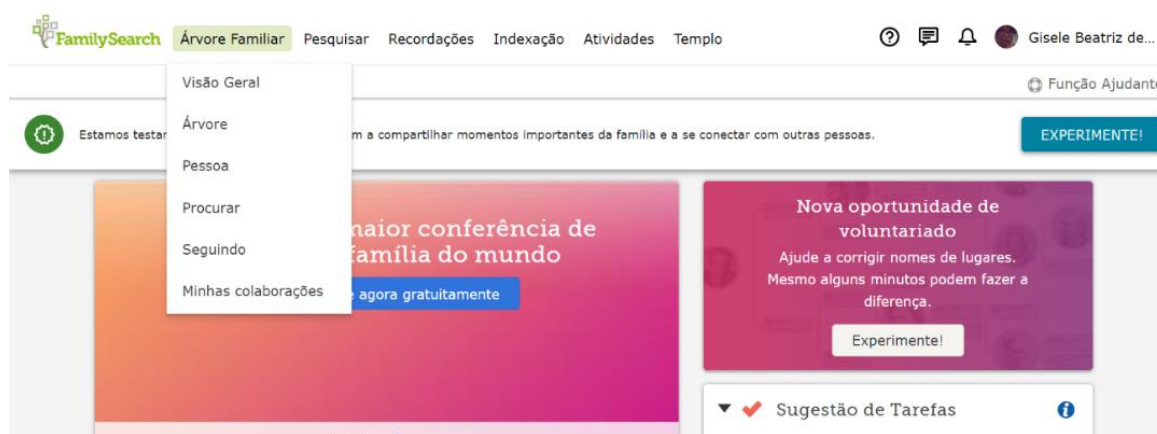 FamilySearch Árvore Familiar Pesquisar Recordações Indexação Atividades Templo Gisele Beatriz de...
Função Ajudante
Visão Geral
Árvore
Pessoa
Procurar
Seguindo
Minhas colaborações
Estamos testar m a compartilhar momentos importantes da família e a se conectar com outras pessoas.
EXPERIMENTE!
maior conferência de
família do mundo
e agora gratuitamente
Nova oportunidade de
voluntariado
Ajude a corrigir nomes de lugares.
Mesmo alguns minutos podem fazer a
diferença.
Experimente!
Sugestão de Tarefas